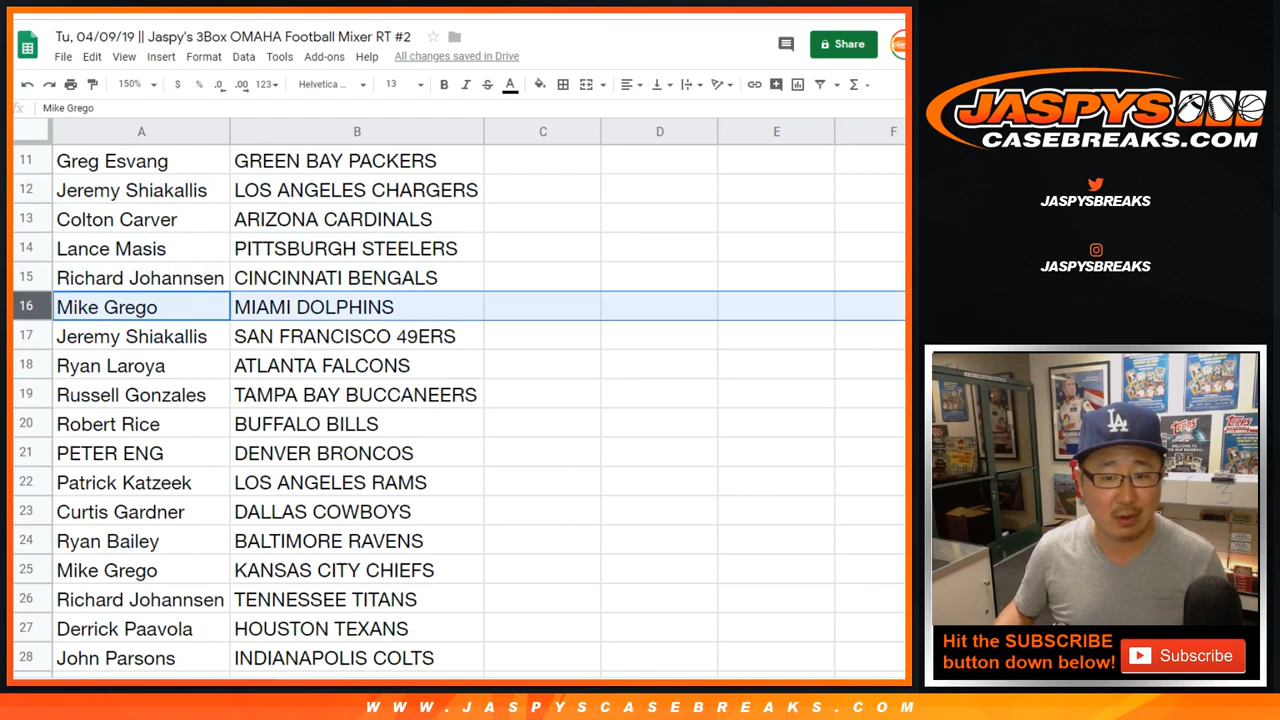 Tu, 04/09/19 || Jaspy's 3Box OMAHA Football Mixer RT #2
Share
File Edit View Insert Format Data Tools Add-ons Help All changes saved in Drive
150% $ % .0 .00 123 Helvetica ... 13 B I S A
fx Mike Grego
A B C D E F
11 Greg Esvang GREEN BAY PACKERS
12 Jeremy Shiakallis LOS ANGELES CHARGERS
13 Colton Carver ARIZONA CARDINALS
14 Lance Masis PITTSBURGH STEELERS
15 Richard Johannsen CINCINNATI BENGALS
16 Mike Grego MIAMI DOLPHINS
17 Jeremy Shiakallis SAN FRANCISCO 49ERS
18 Ryan Laroya ATLANTA FALCONS
19 Russell Gonzales TAMPA BAY BUCCANEERS
20 Robert Rice BUFFALO BILLS
21 PETER ENG DENVER BRONCOS
22 Patrick Katzeek LOS ANGELES RAMS
23 Curtis Gardner DALLAS COWBOYS
24 Ryan Bailey BALTIMORE RAVENS
25 Mike Grego KANSAS CITY CHIEFS
26 Richard Johannsen TENNESSEE TITANS
27 Derrick Paavola HOUSTON TEXANS
28 John Parsons INDIANAPOLIS COLTS
JASPYS
CASEBREAKS.COM
JASPYSBREAKS
JASPYSBREAKS
TOPPS
LA
Hit the SUBSCRIBE
button down below!
Subscribe
WWW.JASPYSCASEBREAKS.COM